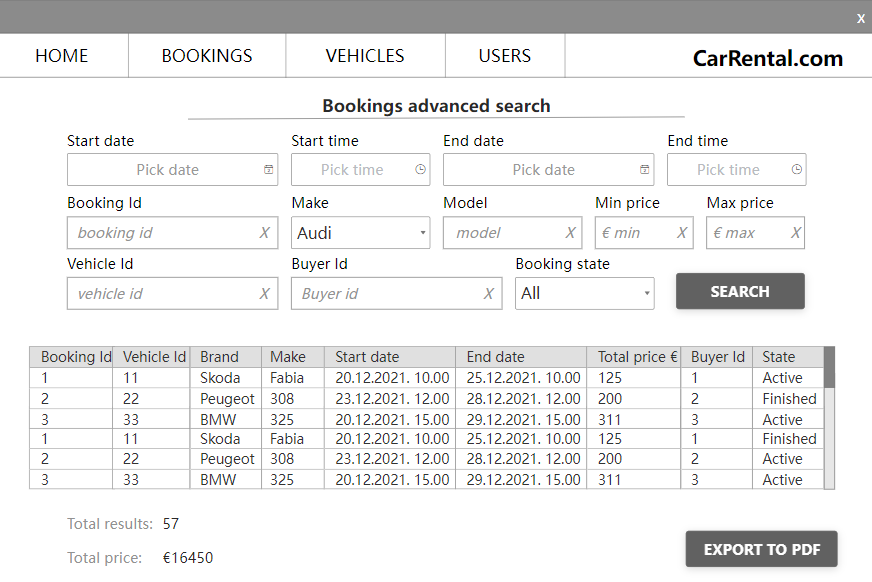 X
HOME BOOKINGS VEHICLES USERS CarRental.com
Bookings advanced search
Start date Start time End date End time
Pick date Pick time Pick date Pick time
Booking Id Make Model Min price Max price
booking id X Audi model X € min X € max X
Vehicle Id Buyer Id Booking state
vehicle id X Buyer id X All SEARCH
Booking Id Vehicle Id Brand Make Start date End date Total price € Buyer Id State
1 11 Skoda Fabia 20.12.2021. 10.00 25.12.2021. 10.00 125 1 Active
2 22 Peugeot 308 23.12.2021. 12.00 28.12.2021. 12.00 200 2 Finished
3 33 BMW 325 20.12.2021. 15.00 29.12.2021. 15.00 311 3 Active
1 11 Skoda Fabia 20.12.2021. 10.00 25.12.2021. 10.00 125 1 Finished
2 22 Peugeot 308 23.12.2021. 12.00 28.12.2021. 12.00 200 2 Active
3 33 BMW 325 20.12.2021. 15.00 29.12.2021. 15.00 311 3 Active
Total results: 57
Total price: €16450
EXPORT TO PDF